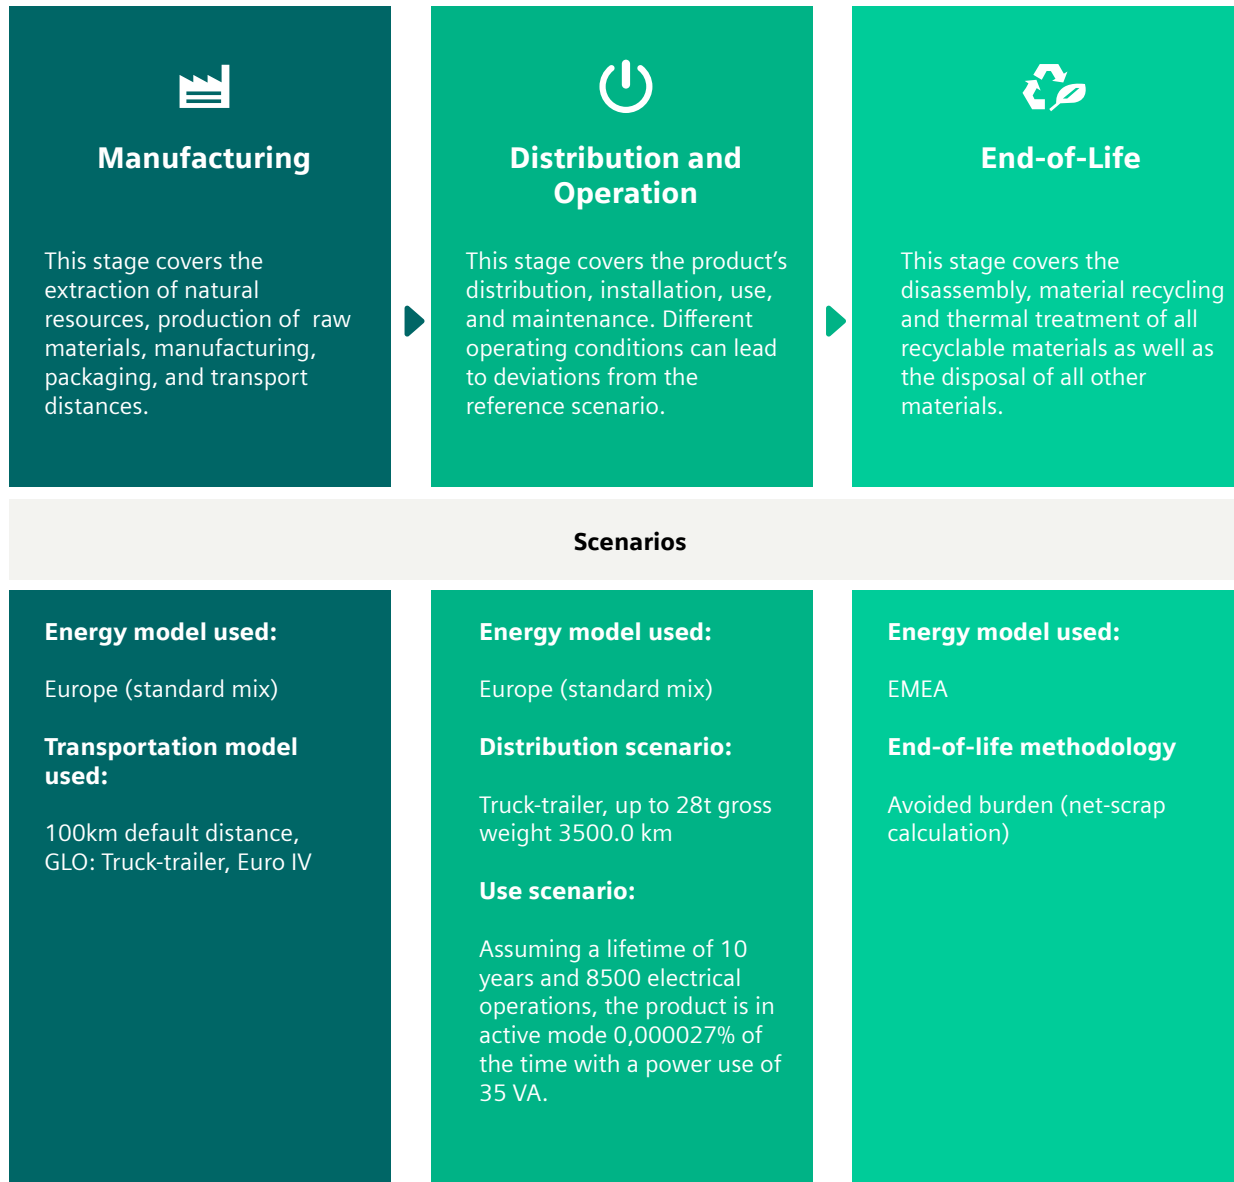 Manufacturing
This stage covers the
extraction of natural
resources, production of  raw
materials, manufacturing,
packaging, and transport
distances.
Distribution and
Operation
This stage covers the product’s
distribution, installation, use,
and maintenance. Different
operating conditions can lead
to deviations from the
reference scenario.
End-of-Life
This stage covers the
disassembly, material recycling
and thermal treatment of all
recyclable materials as well as
the disposal of all other
materials.
Scenarios
Energy model used:
Europe (standard mix)
Transportation model
used:
100km default distance,
GLO: Truck-trailer, Euro IV
Energy model used:
Europe (standard mix)
Distribution scenario:
Truck-trailer, up to 28t gross
weight 3500.0 km
Use scenario:
Assuming a lifetime of 10
years and 8500 electrical
operations, the product is in
active mode 0,000027% of
the time with a power use of
35 VA.
Energy model used:
EMEA
End-of-life methodology
Avoided burden (net-scrap
calculation)